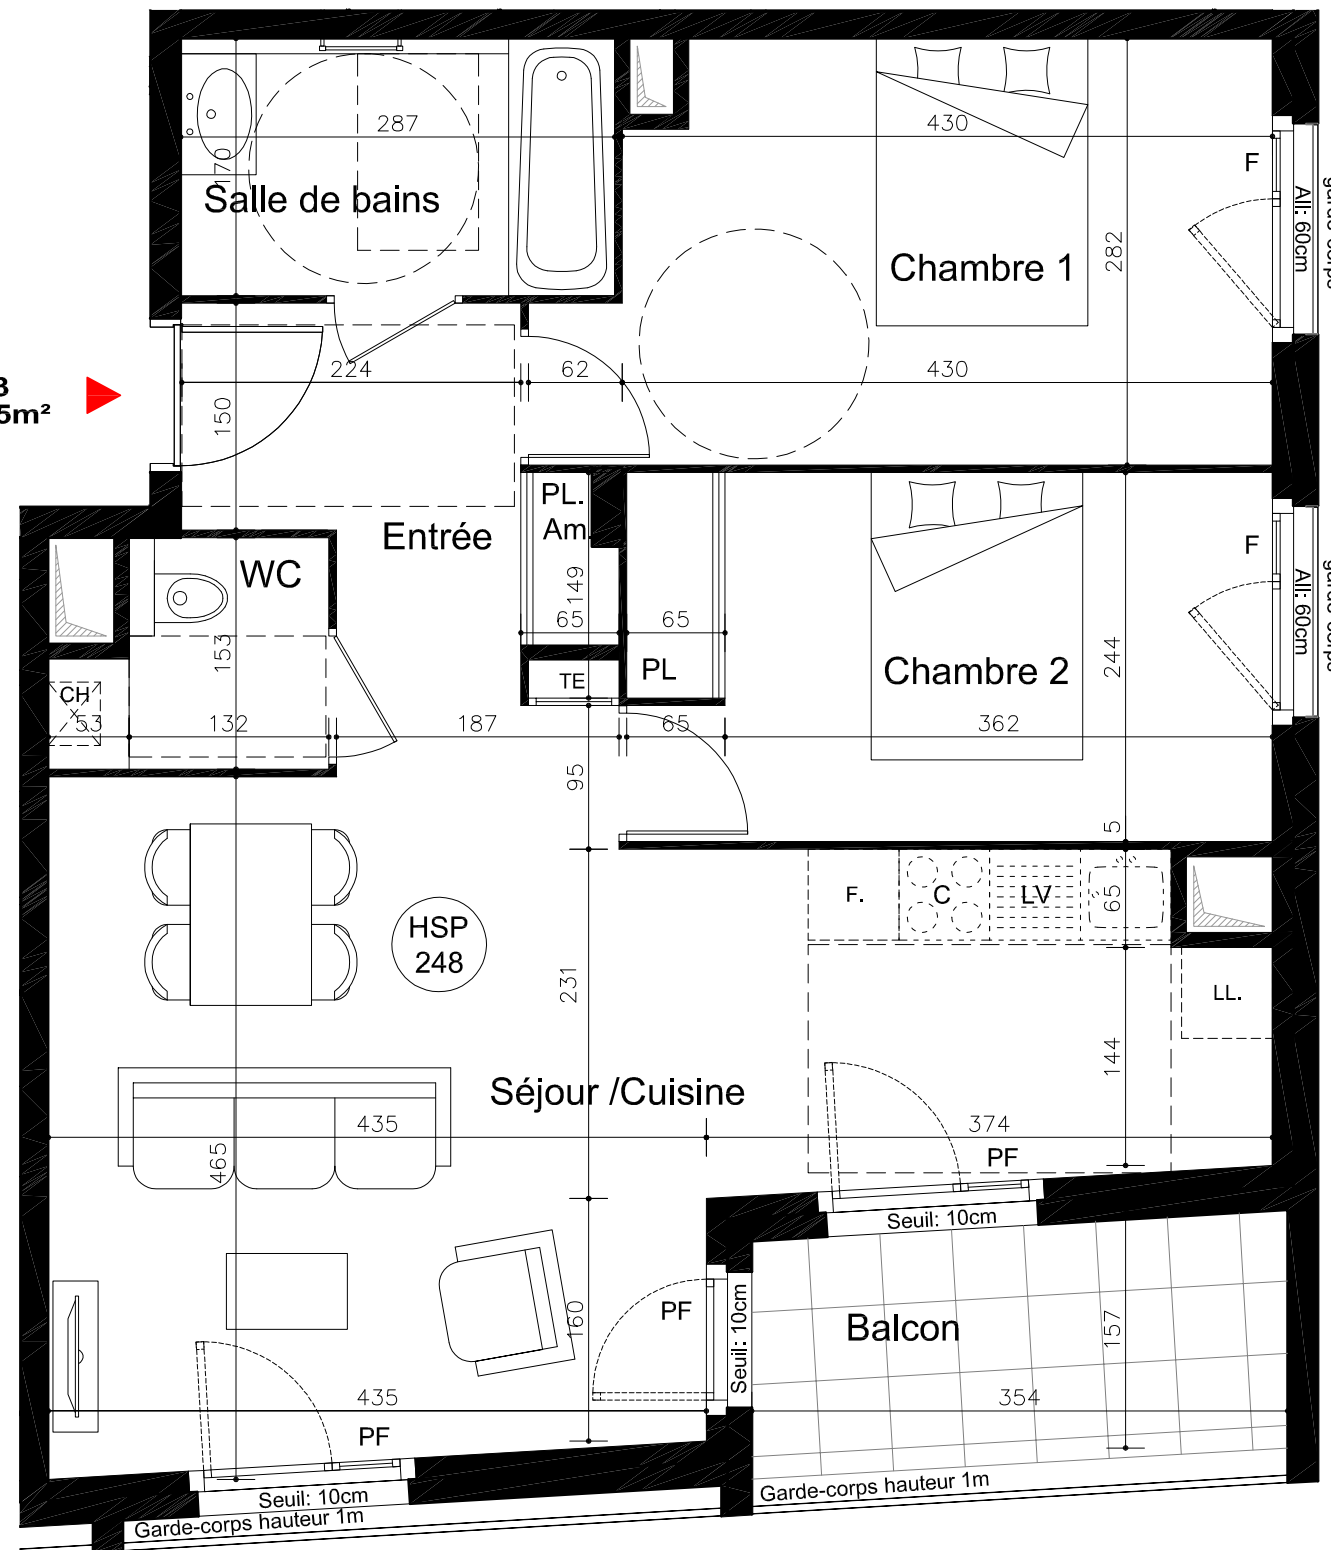 287
170
Salle de bains
430
F
All: 60cm
Chambre 1
282
5m²
224
62
430
150
PL.
Am.
Entrée
149
WC
65
65
153
PL
TE
Chambre 2
244
F
All: 60cm
CH
53
132
187
65
362
95
5
F.
C
LV
65
HSP
248
231
LL.
144
Séjour /Cuisine
435
374
465
PF
Seuil: 10cm
160
PF
Seuil: 10cm
Balcon
157
435
354
PF
Seuil: 10cm
Garde-corps hauteur 1m
Garde-corps hauteur 1m